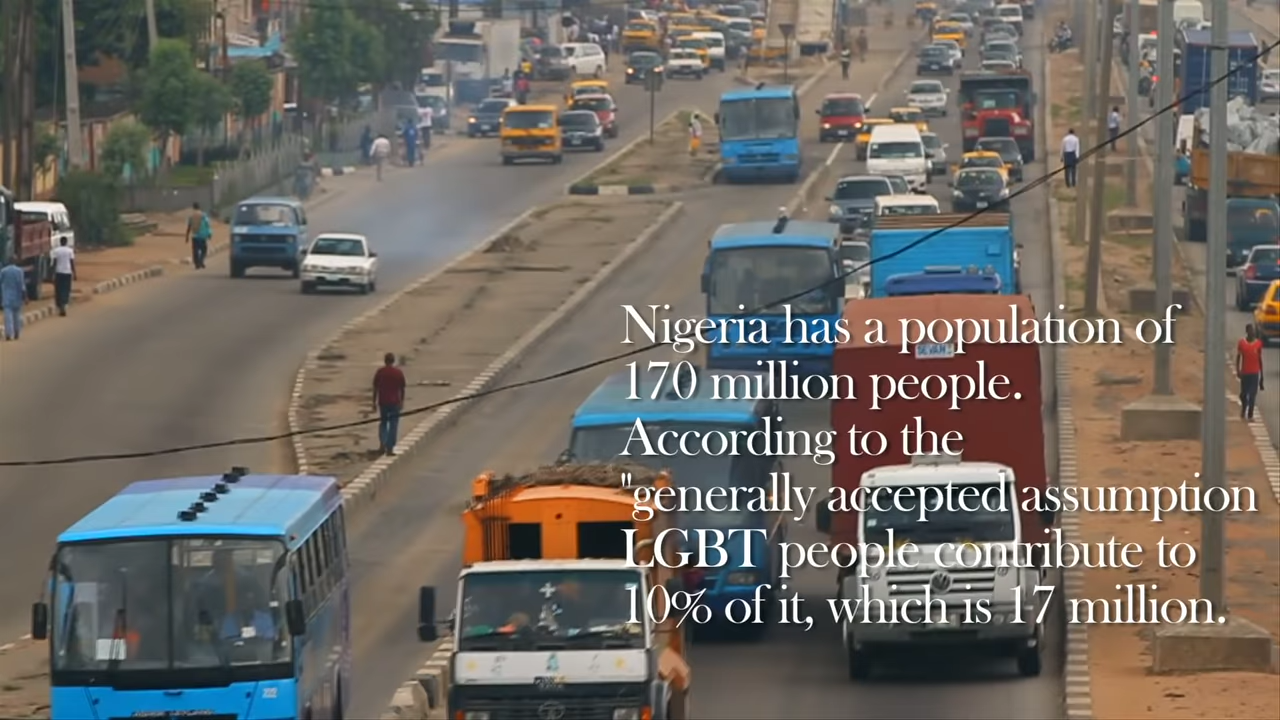 Nigeria has a population of
170 million people.
According to the
"generally accepted assumption
LGBT people contribute to
10% of it, which is 17 million.